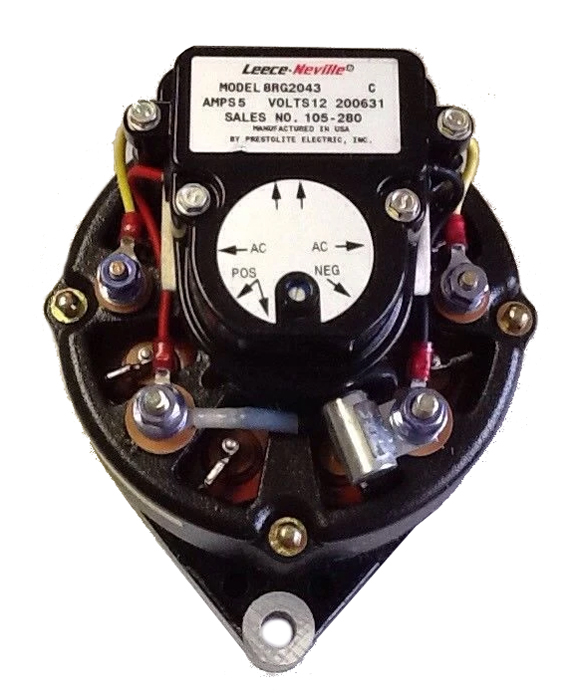 Leece-Neville®
MODEL 8RG2043 C
AMPS 5 VOLTS 12 200631
SALES NO. 105-280
MANUFACTURED IN USA
BY PRESTOLITE ELECTRIC, INC.
AC AC
POS NEG